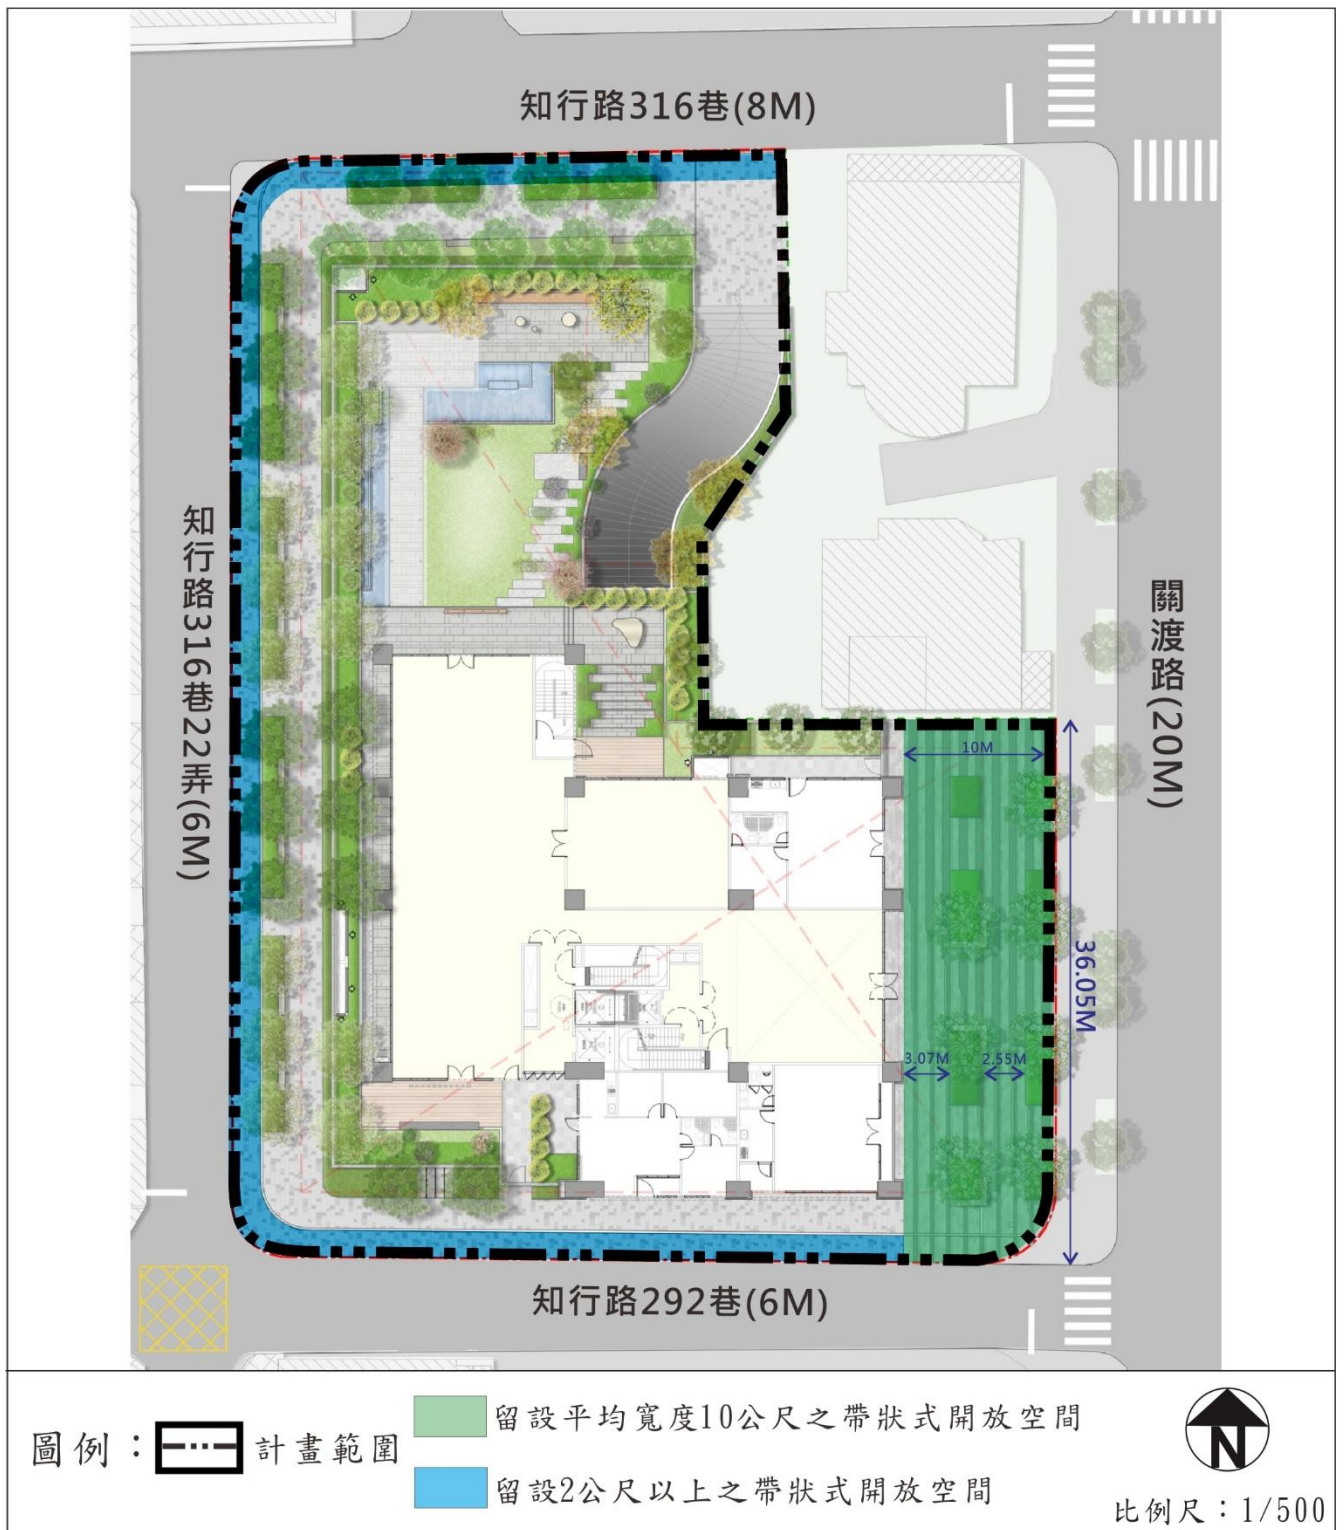 知行路316巷(8M)
知行路316巷22弄(6M)
關渡路(20M)
10M
36.05M
3.07M
2.55M
知行路292巷(6M)
圖例：
計畫範圍
留設平均寬度10公尺之帶狀式開放空間
留設2公尺以上之帶狀式開放空間
N
比例尺：1/500